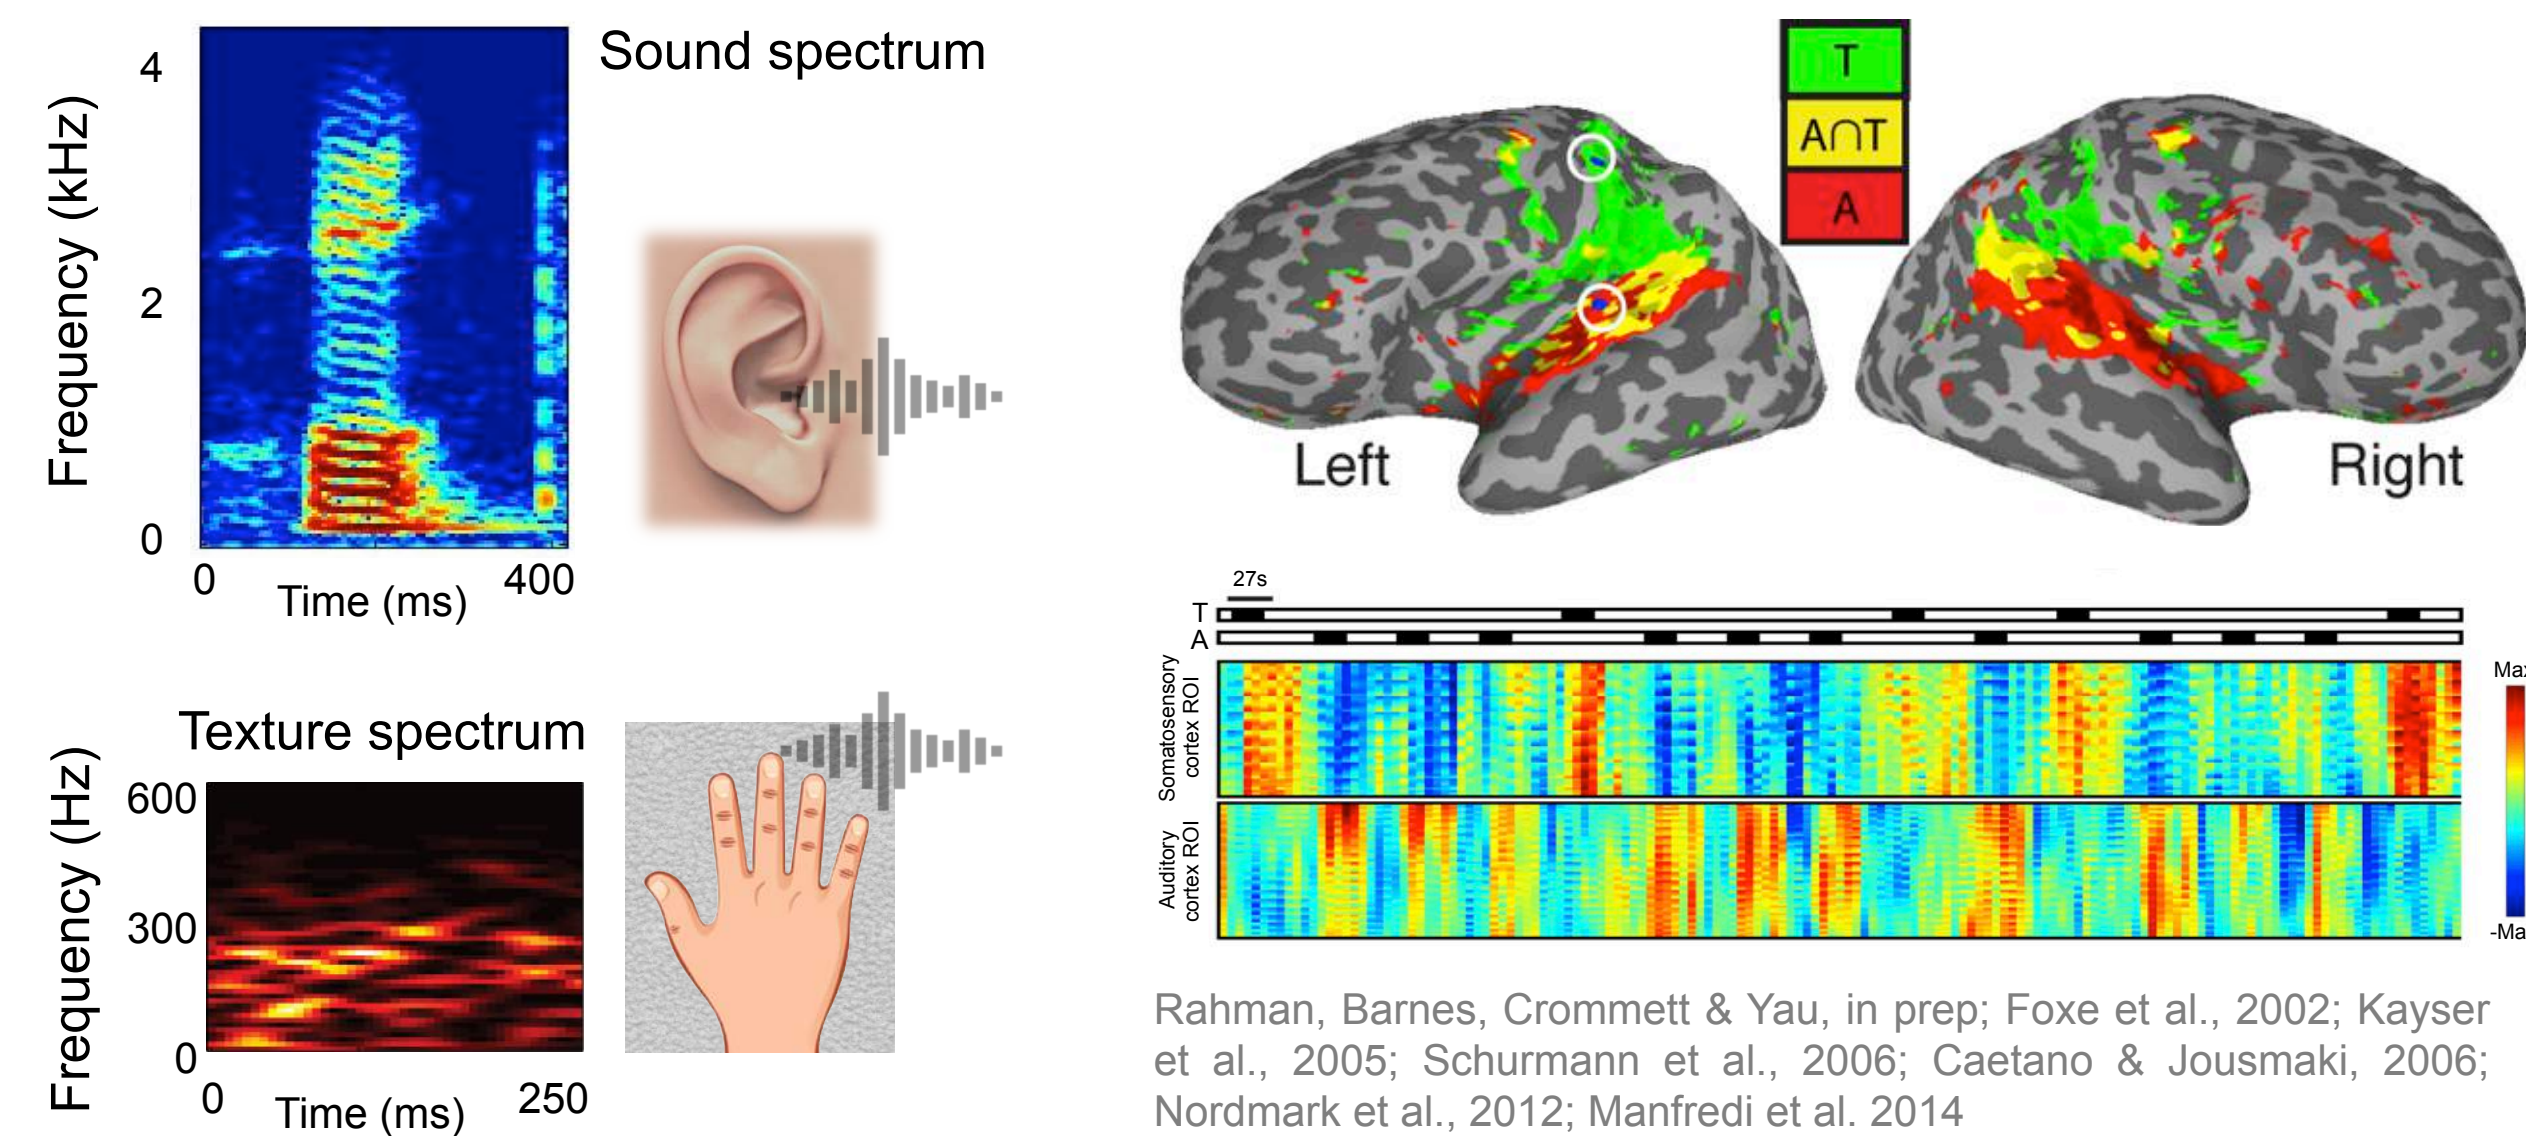 Sound spectrum
Frequency (kHz)
4
2
0
0
400
Time (ms)
Texture spectrum
Frequency (Hz)
600
300
0
0
250
Time (ms)
T
A∩T
A
Left
Right
27s
T
A
Somatosensory
cortex ROI
Auditory
cortex ROI
Max
-Ma
Rahman, Barnes, Crommett & Yau, in prep; Foxe et al., 2002; Kayser
et al., 2005; Schurmann et al., 2006; Caetano & Jousmaki, 2006;
Nordmark et al., 2012; Manfredi et al. 2014